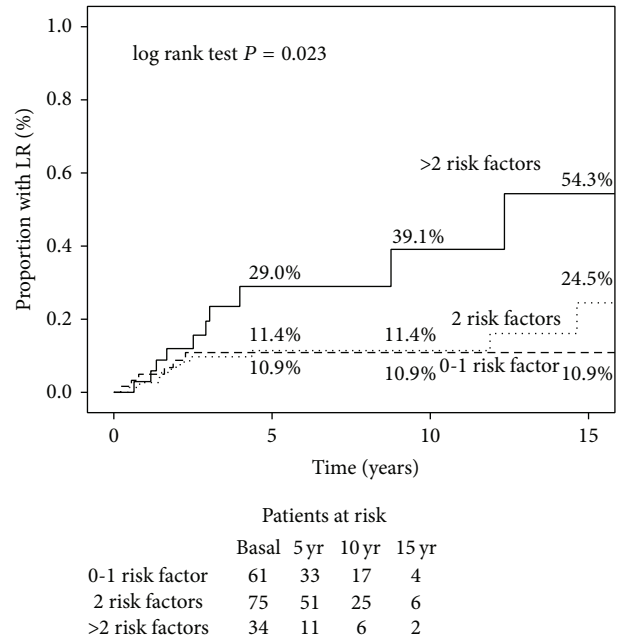 1.0
log rank test P = 0.023
0.8
>2 risk factors
0.6
54.3%
39.1%
0.4
29.0%
24.5%
0.2
11.4%
11.4%
2 risk factors
0-1 risk factor
10.9%
10.9%
10.9%
0.0
Proportion with LR (%)
0
5
10
15
Time (years)
Patients at risk
Basal 5 yr 10 yr 15 yr
0-1 risk factor 61 33 17 4
2 risk factors 75 51 25 6
>2 risk factors 34 11 6 2